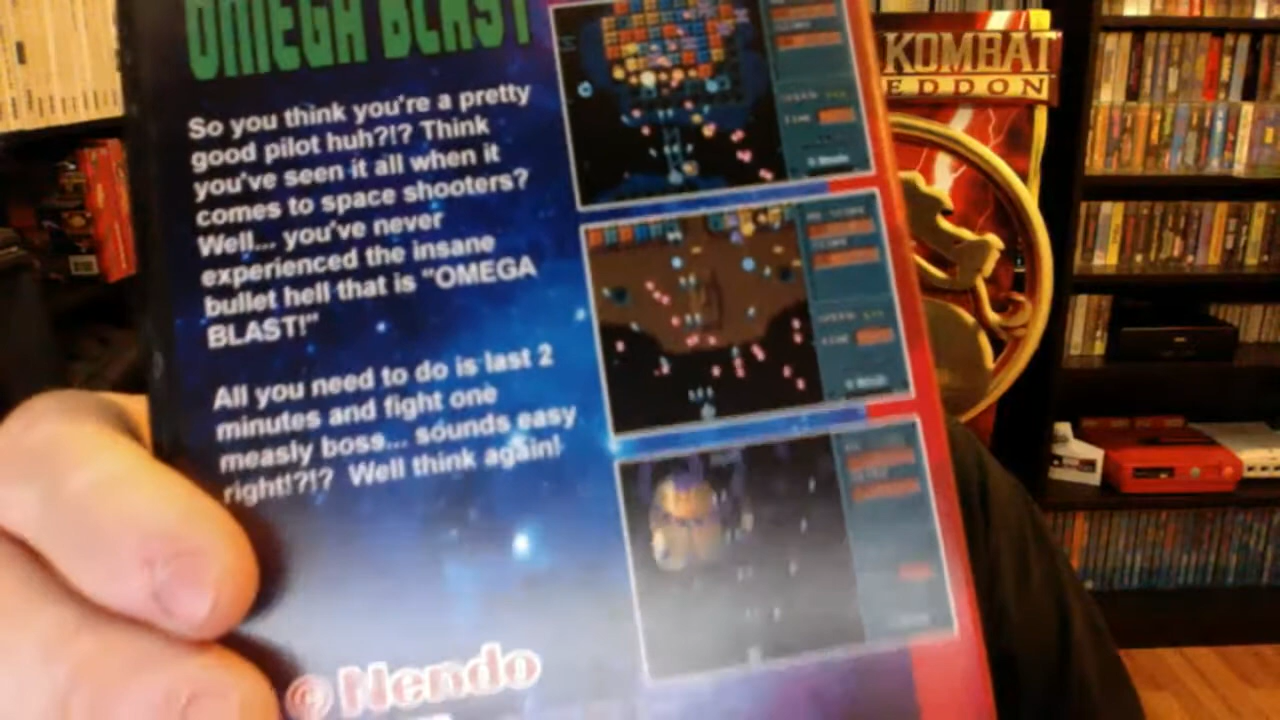 OMEGA BLAST
So you think you're a pretty
good pilot huh?!? Think
you've seen it all when it
comes to space shooters?
Well... you've never
experienced the insane
bullet hell that is "OMEGA
BLAST!"
All you need to do is last 2
minutes and fight one
measly boss... sounds easy
right!?!? Well think again!
© Nendo
KOMBAT
EDDON